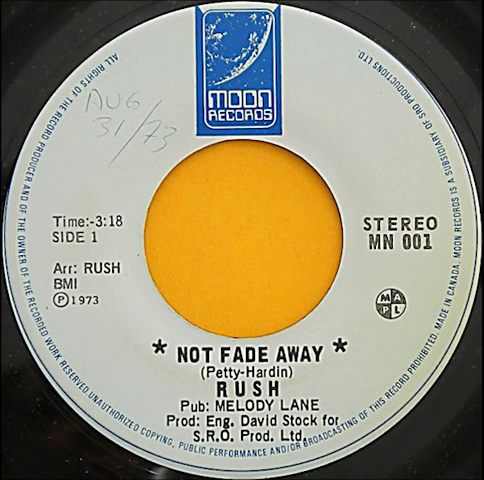 MOON
RECORDS
AUG
31/73
Time:-3:18
SIDE 1
STEREO
MN 001
Arr: RUSH
BMI
Ⓟ 1973
M A
P L
* NOT FADE AWAY *
(Petty-Hardin)
RUSH
Pub: MELODY LANE
Prod: Eng. David Stock for
S.R.O. Prod. Ltd.
ALL RIGHTS OF THE RECORD PRODUCER AND OF THE OWNER OF THE RECORDED WORK RESERVED UNAUTHORIZED COPYING, PUBLIC PERFORMANCE AND/OR BROADCASTING OF THIS RECORD PROHIBITED. MADE IN CANADA. MOON RECORDS IS A SUBSIDIARY OF SRO PRODUCTIONS LTD.